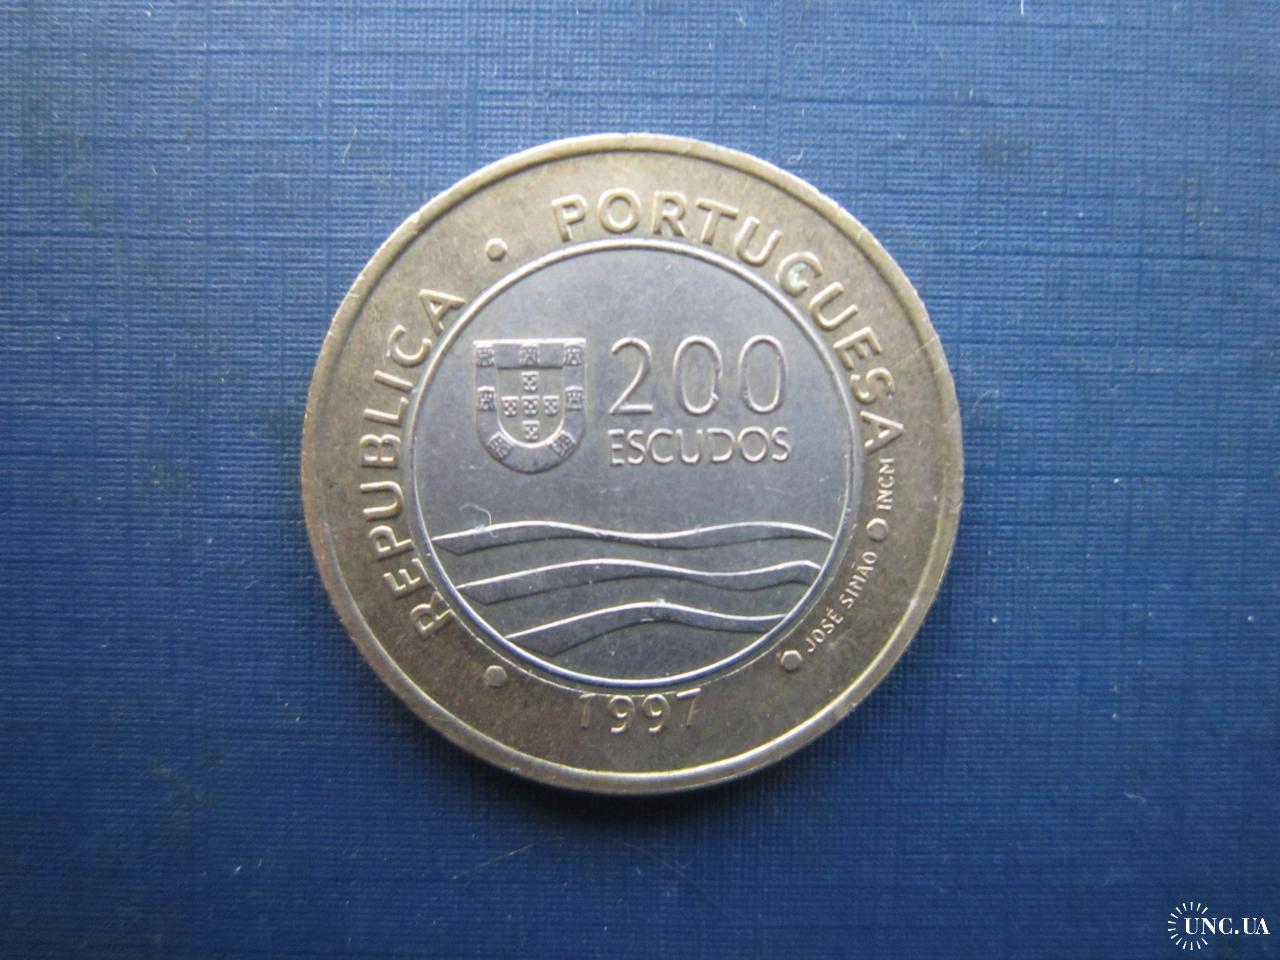 REPUBLICA • PORTUGUESA
200
ESCUDOS
JOSÉ SIMÃO
INCM
1997
UNC.UA